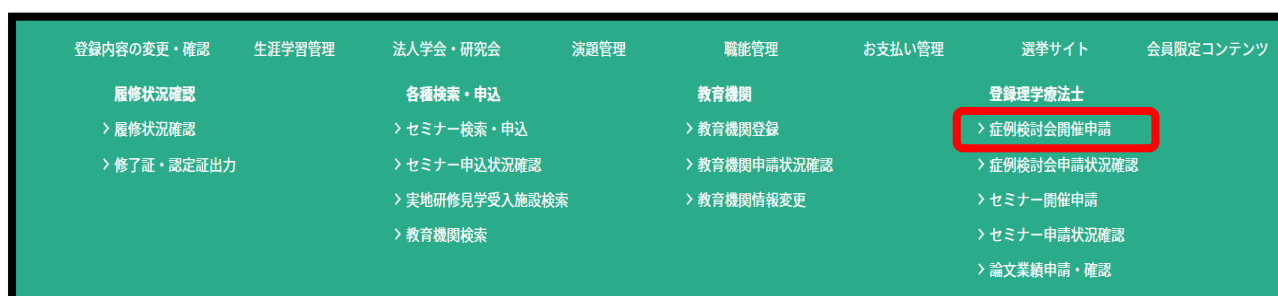 登録内容の変更・確認 生涯学習管理 法人学会・研究会 演題管理 職能管理 お支払い管理 選挙サイト 会員限定コンテンツ
履修状況確認
> 履修状況確認
> 修了証・認定証出力
各種検索・申込
> セミナー検索・申込
> セミナー申込状況確認
> 実地研修見学受入施設検索
> 教育機関検索
教育機関
> 教育機関登録
> 教育機関申請状況確認
> 教育機関情報変更
登録理学療法士
> 症例検討会開催申請
> 症例検討会申請状況確認
> セミナー開催申請
> セミナー申請状況確認
> 論文業績申請・確認